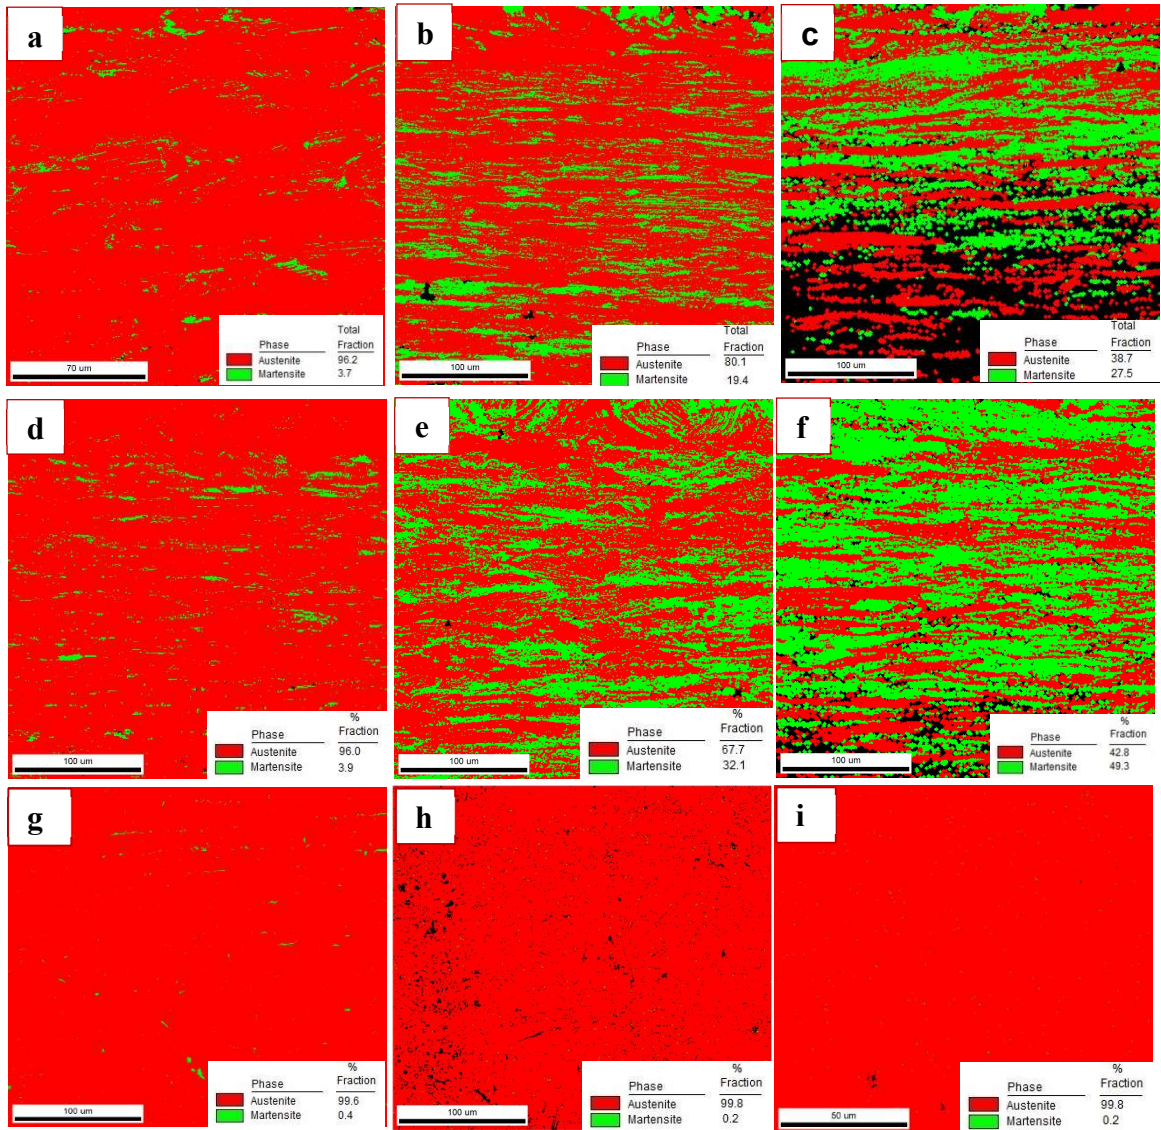 a
Total
Phase Fraction
Austenite 96.2
Martensite 3.7
70 um
b
Total
Phase Fraction
Austenite 80.1
Martensite 19.4
100 um
c
Total
Phase Fraction
Austenite 38.7
Martensite 27.5
100 um
d
%
Phase Fraction
Austenite 96.0
Martensite 3.9
100 um
e
%
Phase Fraction
Austenite 67.7
Martensite 32.1
100 um
f
%
Phase Fraction
Austenite 42.8
Martensite 49.3
100 um
g
%
Phase Fraction
Austenite 99.6
Martensite 0.4
100 um
h
%
Phase Fraction
Austenite 99.8
Martensite 0.2
100 um
i
%
Phase Fraction
Austenite 99.8
Martensite 0.2
50 um